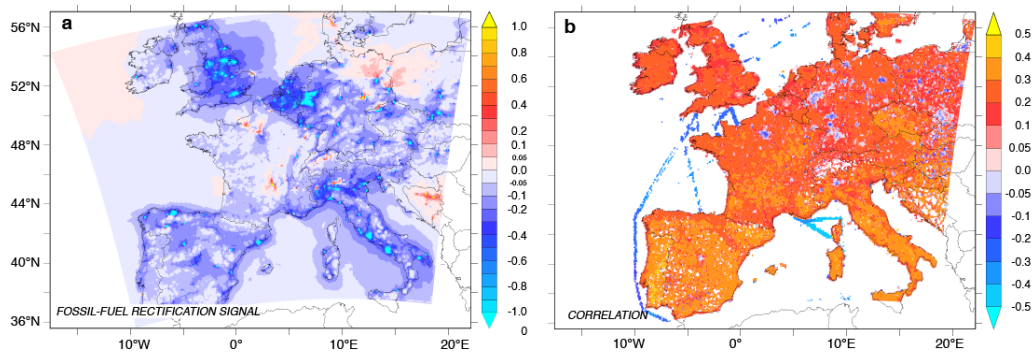 a
56°N
52°N
48°N
44°N
40°N
36°N
10°W
0°
10°E
20°E
FOSSIL-FUEL RECTIFICATION SIGNAL
1.0
0.8
0.6
0.4
0.2
0.1
0.05
0.0
-0.05
-0.1
-0.2
-0.4
-0.6
-0.8
-1.0
0
b
10°W
0°
10°E
20°E
CORRELATION
0.5
0.4
0.3
0.2
0.1
0.05
0.0
-0.05
-0.1
-0.2
-0.3
-0.4
-0.5